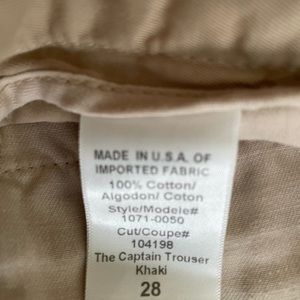 MADE IN U.S.A. OF
IMPORTED FABRIC
100% Cotton/
Algodon/ Coton
Style/Modele#
1071-0050
Cut/Coupe#
104198
The Captain Trouser
Khaki
28